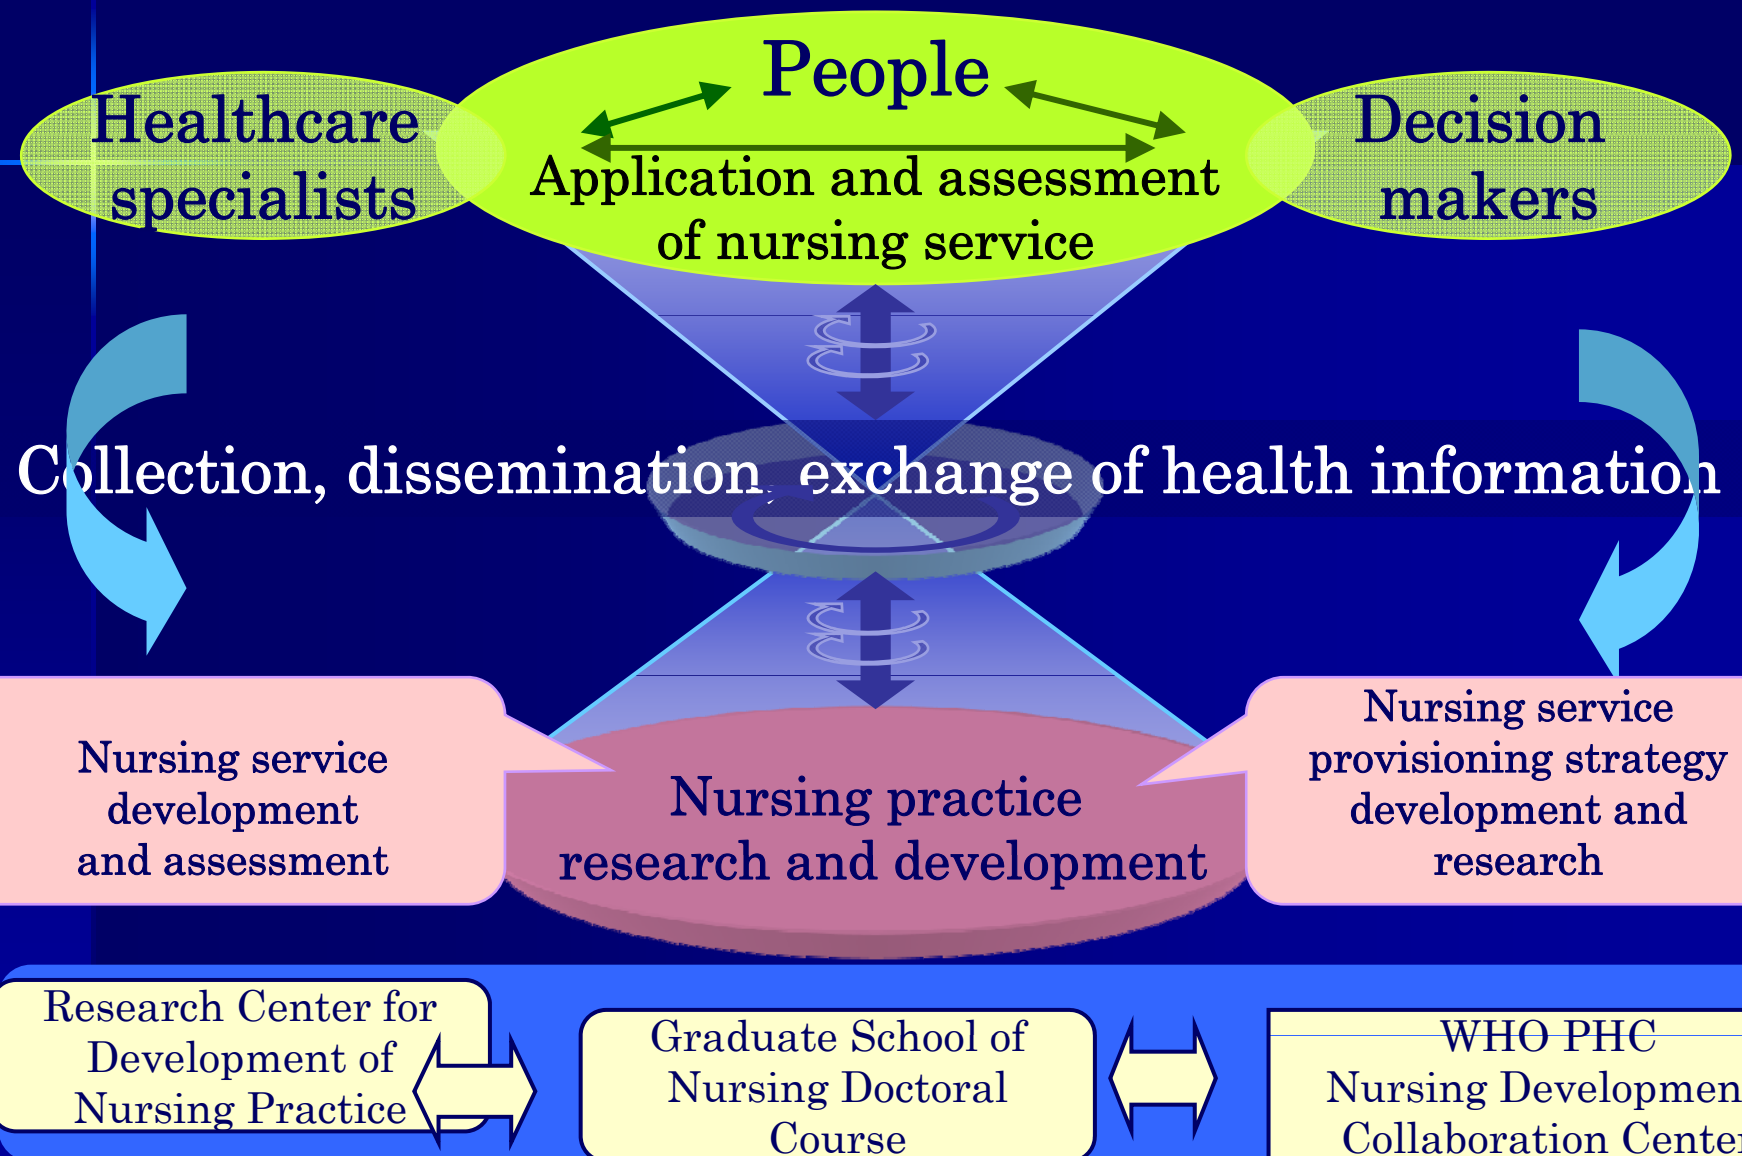 People
Healthcare
specialists
Decision
makers
Application and assessment
of nursing service
Collection, dissemination, exchange of health information
Nursing service
development
and assessment
Nursing practice
research and development
Nursing service
provisioning strategy
development and
research
Research Center for
Development of
Nursing Practice
Graduate School of
Nursing Doctoral
Course
WHO PHC
Nursing Developmen
Collaboration Center